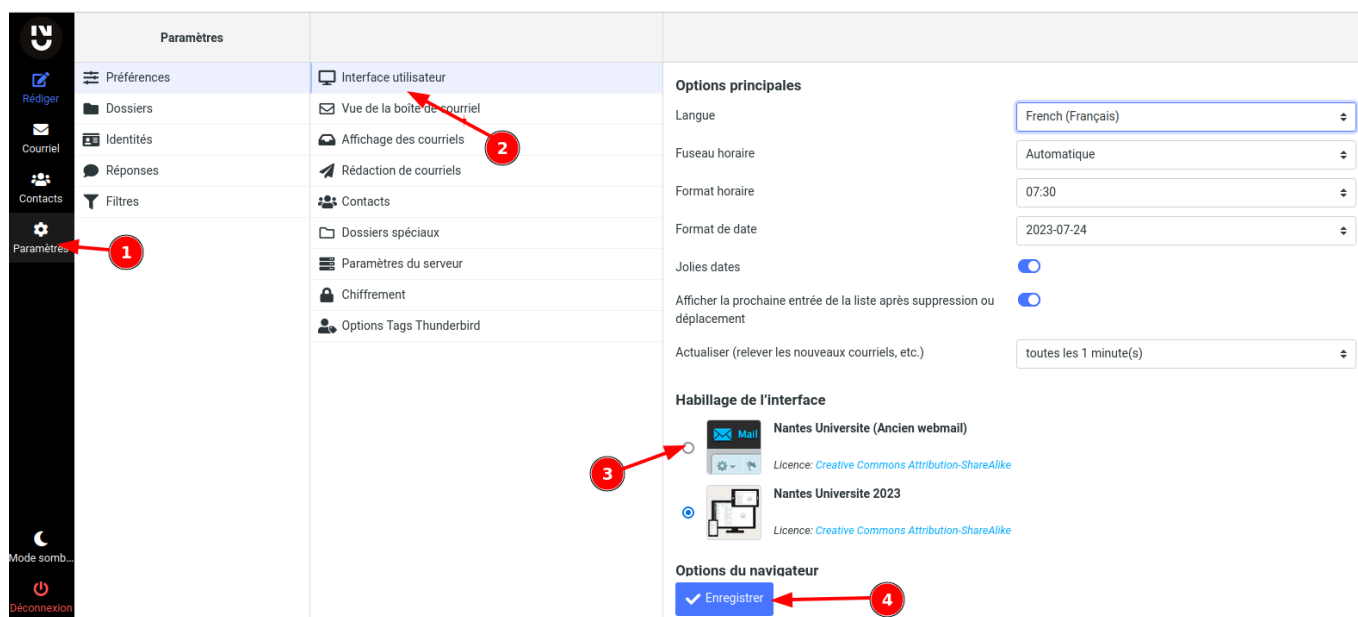 NU
Rédiger
Courriel
Contacts
Paramètres
Mode somb...
Déconnexion
Paramètres
Préférences
Dossiers
Identités
Réponses
Filtres
Interface utilisateur
Vue de la boîte de courriel
Affichage des courriels
Rédaction de courriels
Contacts
Dossiers spéciaux
Paramètres du serveur
Chiffrement
Options Tags Thunderbird
Options principales
Langue
French (Français)
Fuseau horaire
Automatique
Format horaire
07:30
Format de date
2023-07-24
Jolies dates
Afficher la prochaine entrée de la liste après suppression ou
déplacement
Actualiser (relever les nouveaux courriels, etc.)
toutes les 1 minute(s)
Habillage de l’interface
Mail
Nantes Universite (Ancien webmail)
Licence: Creative Commons Attribution-ShareAlike
Nantes Universite 2023
Licence: Creative Commons Attribution-ShareAlike
Options du navigateur
Enregistrer
1
2
3
4